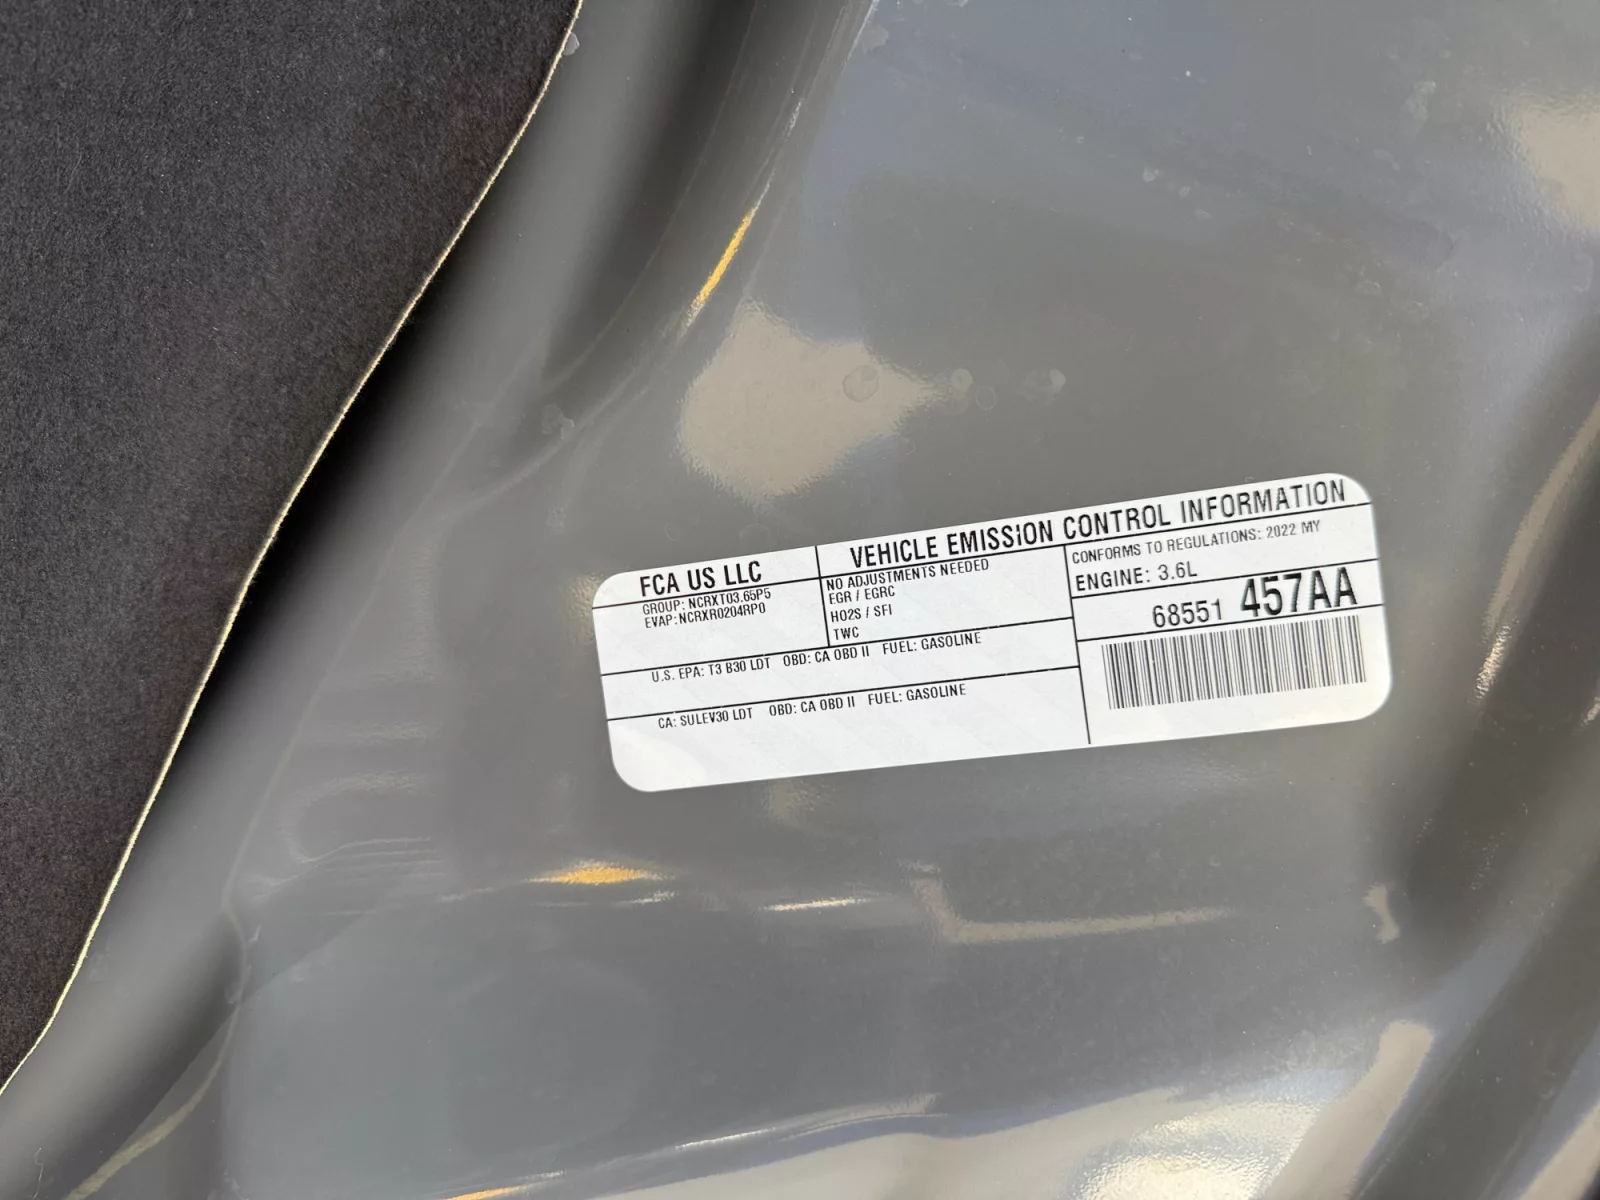 VEHICLE EMISSION CONTROL INFORMATION
FCA US LLC
GROUP: NCRXT03.65P5
EVAP: NCRXR0204RP0
NO ADJUSTMENTS NEEDED
EGR / EGRC
HO2S / SFI
TWC
CONFORMS TO REGULATIONS: 2022 MY
ENGINE: 3.6L
68551 457AA
U.S. EPA: T3 B30 LDT OBD: CA OBD II FUEL: GASOLINE
CA: SULEV30 LDT OBD: CA OBD II FUEL: GASOLINE